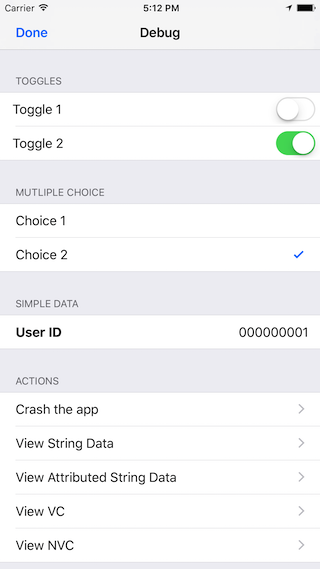 Carrier 5:12 PM
Done Debug
TOGGLES
Toggle 1
Toggle 2
MUTLIPLE CHOICE
Choice 1
Choice 2
SIMPLE DATA
User ID 000000001
ACTIONS
Crash the app
View String Data
View Attributed String Data
View VC
View NVC